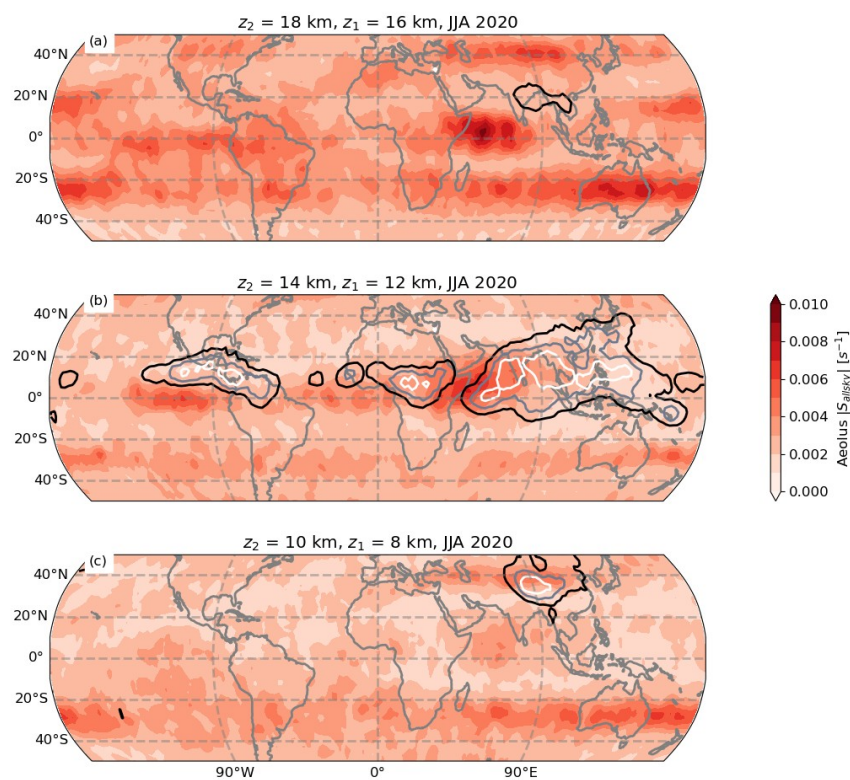 z₂ = 18 km, z₁ = 16 km, JJA 2020
(a)
40°N
20°N
0°
20°S
40°S
z₂ = 14 km, z₁ = 12 km, JJA 2020
(b)
40°N
20°N
0°
20°S
40°S
0.010
0.008
0.006
0.004
0.002
0.000
Aeolus |S_allsky| [s⁻¹]
z₂ = 10 km, z₁ = 8 km, JJA 2020
(c)
40°N
20°N
0°
20°S
40°S
90°W 0° 90°E